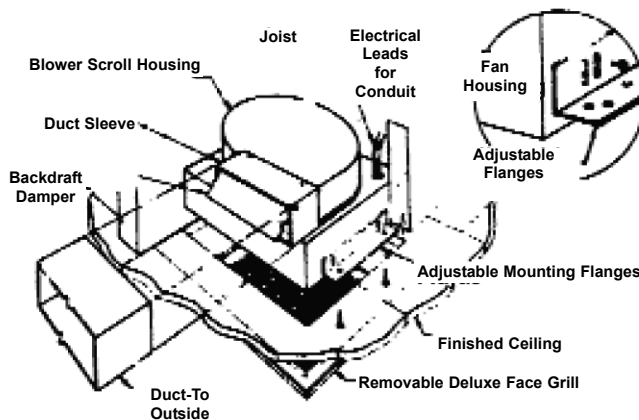 Joist
Electrical
Leads
for
Conduit
Blower Scroll Housing
Fan
Housing
Duct Sleeve
Adjustable
Flanges
Backdraft
Damper
Adjustable Mounting Flanges
Finished Ceiling
Removable Deluxe Face Grill
Duct-To
Outside